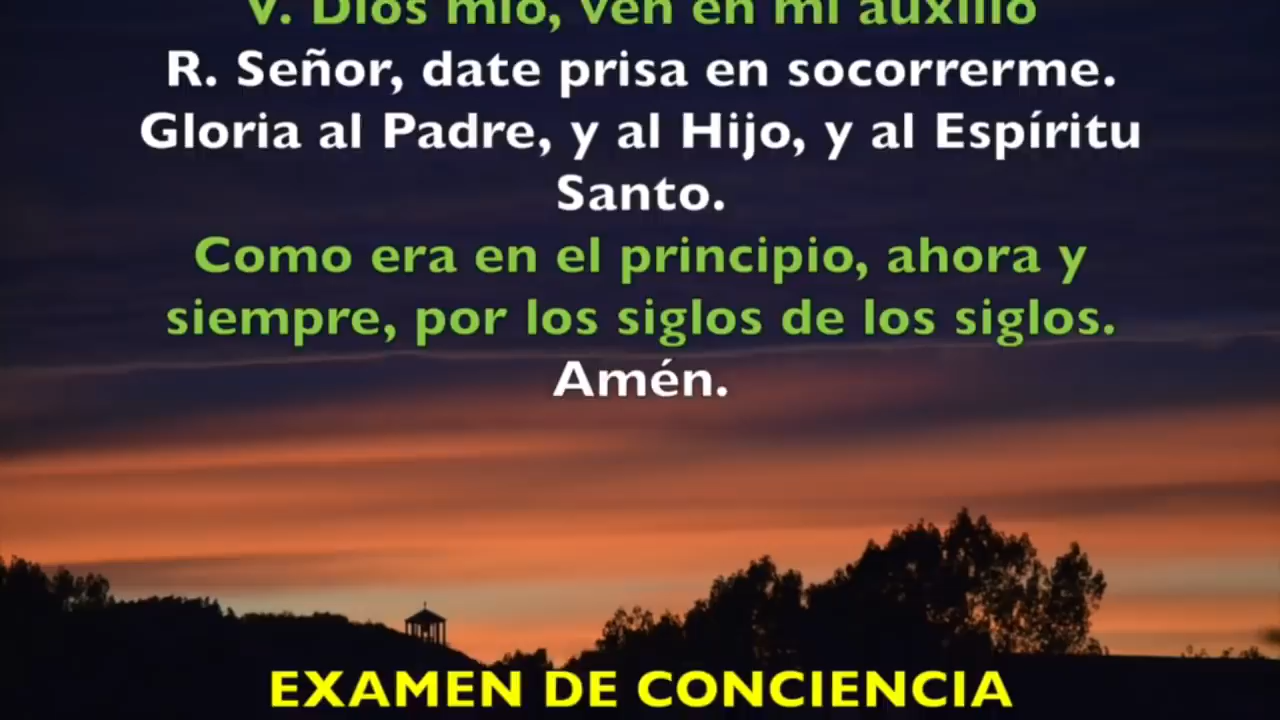 V. Dios mío, ven en mi auxilio
R. Señor, date prisa en socorrerme.
Gloria al Padre, y al Hijo, y al Espíritu
Santo.
Como era en el principio, ahora y
siempre, por los siglos de los siglos.
Amén.
EXAMEN DE CONCIENCIA